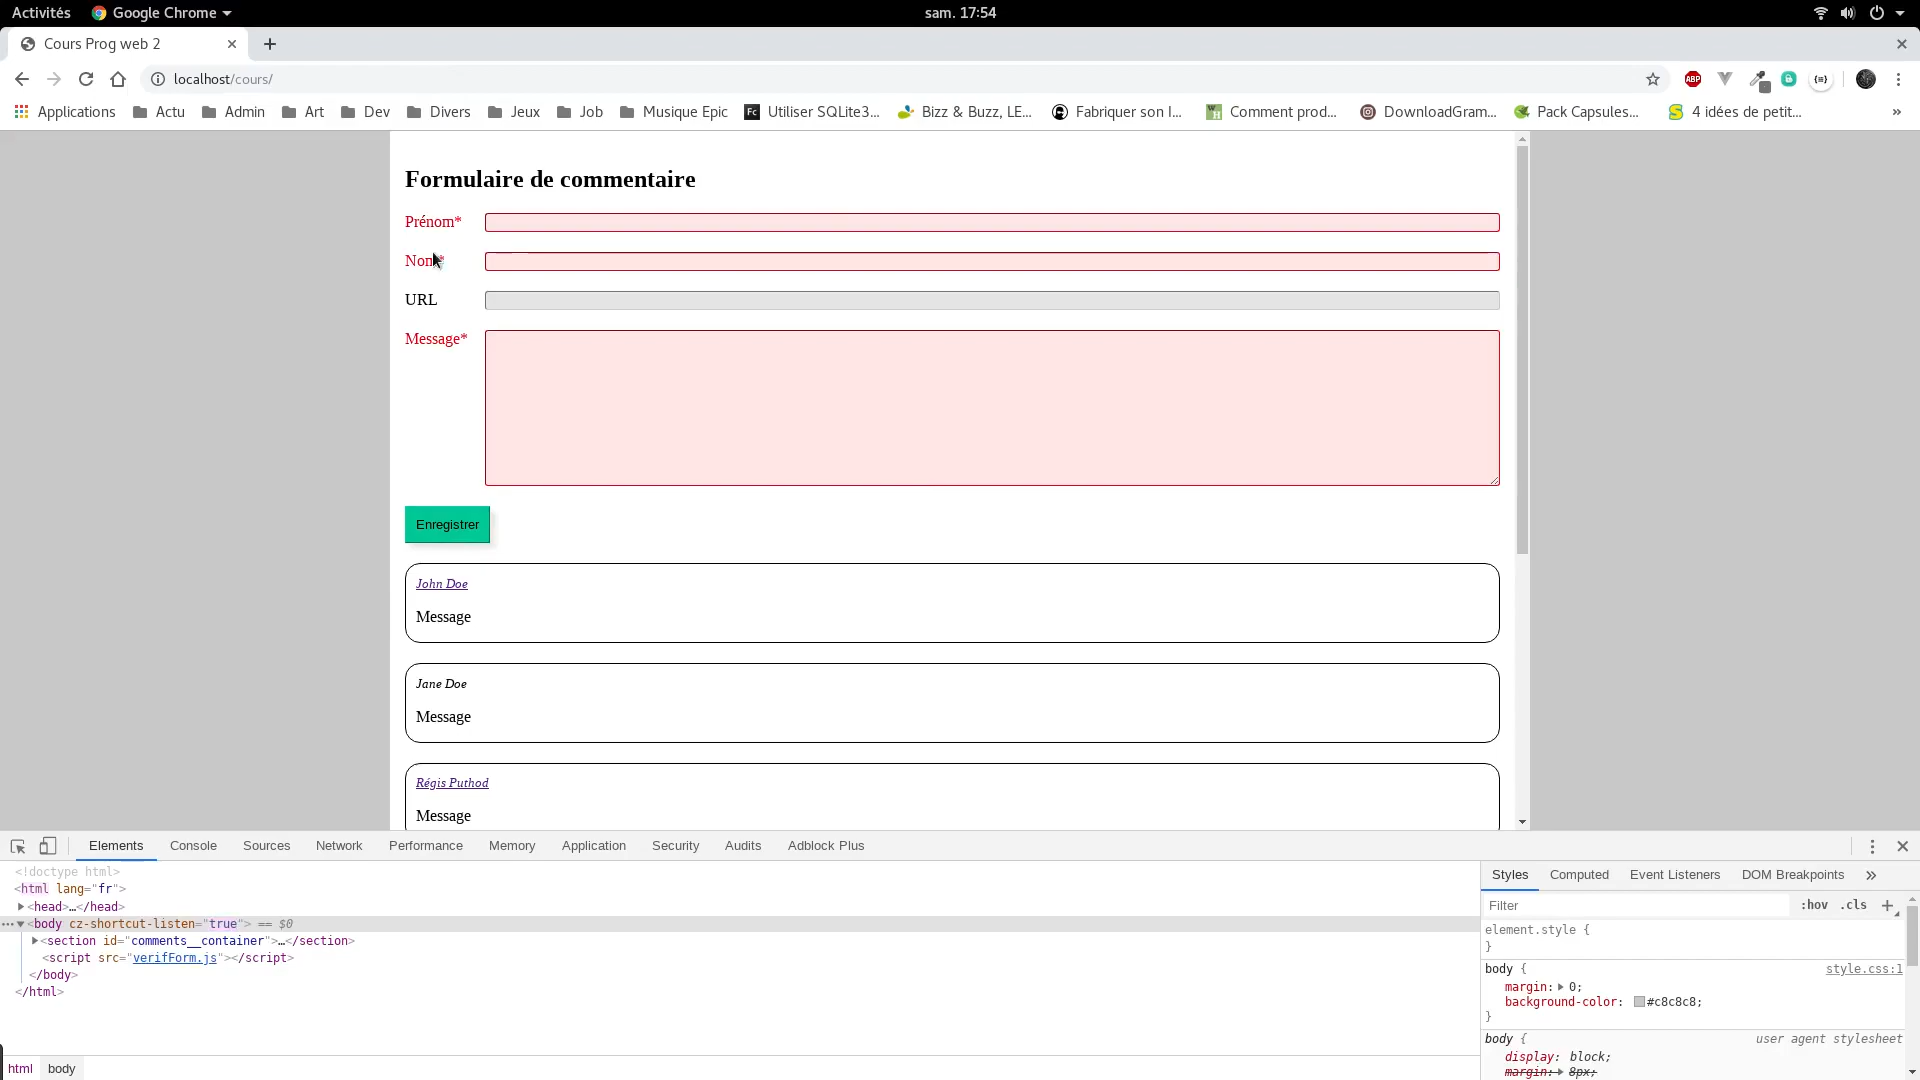 Activités Google Chrome sam. 17:54
Cours Prog web 2
localhost/cours/
ABP
Applications Actu Admin Art Dev Divers Jeux Job Musique Epic Fc Utiliser SQLite3... Bizz & Buzz, LE... Fabriquer son I... Comment prod... DownloadGram... Pack Capsules... 4 idées de petit... »
Formulaire de commentaire
Prénom*
Nom*
URL
Message*
Enregistrer
John Doe
Message
Jane Doe
Message
Régis Puthod
Message
Elements Console Sources Network Performance Memory Application Security Audits Adblock Plus
<!doctype html>
<html lang="fr">
<head>…</head>
<body cz-shortcut-listen="true"> == $0
<section id="comments__container">…</section>
<script src="verifForm.js"></script>
</body>
</html>
html body
Styles Computed Event Listeners DOM Breakpoints »
Filter :hov .cls +
element.style {
}
body { style.css:1
margin: 0;
background-color: #c8c8c8;
}
body { user agent stylesheet
display: block;
margin: 8px;